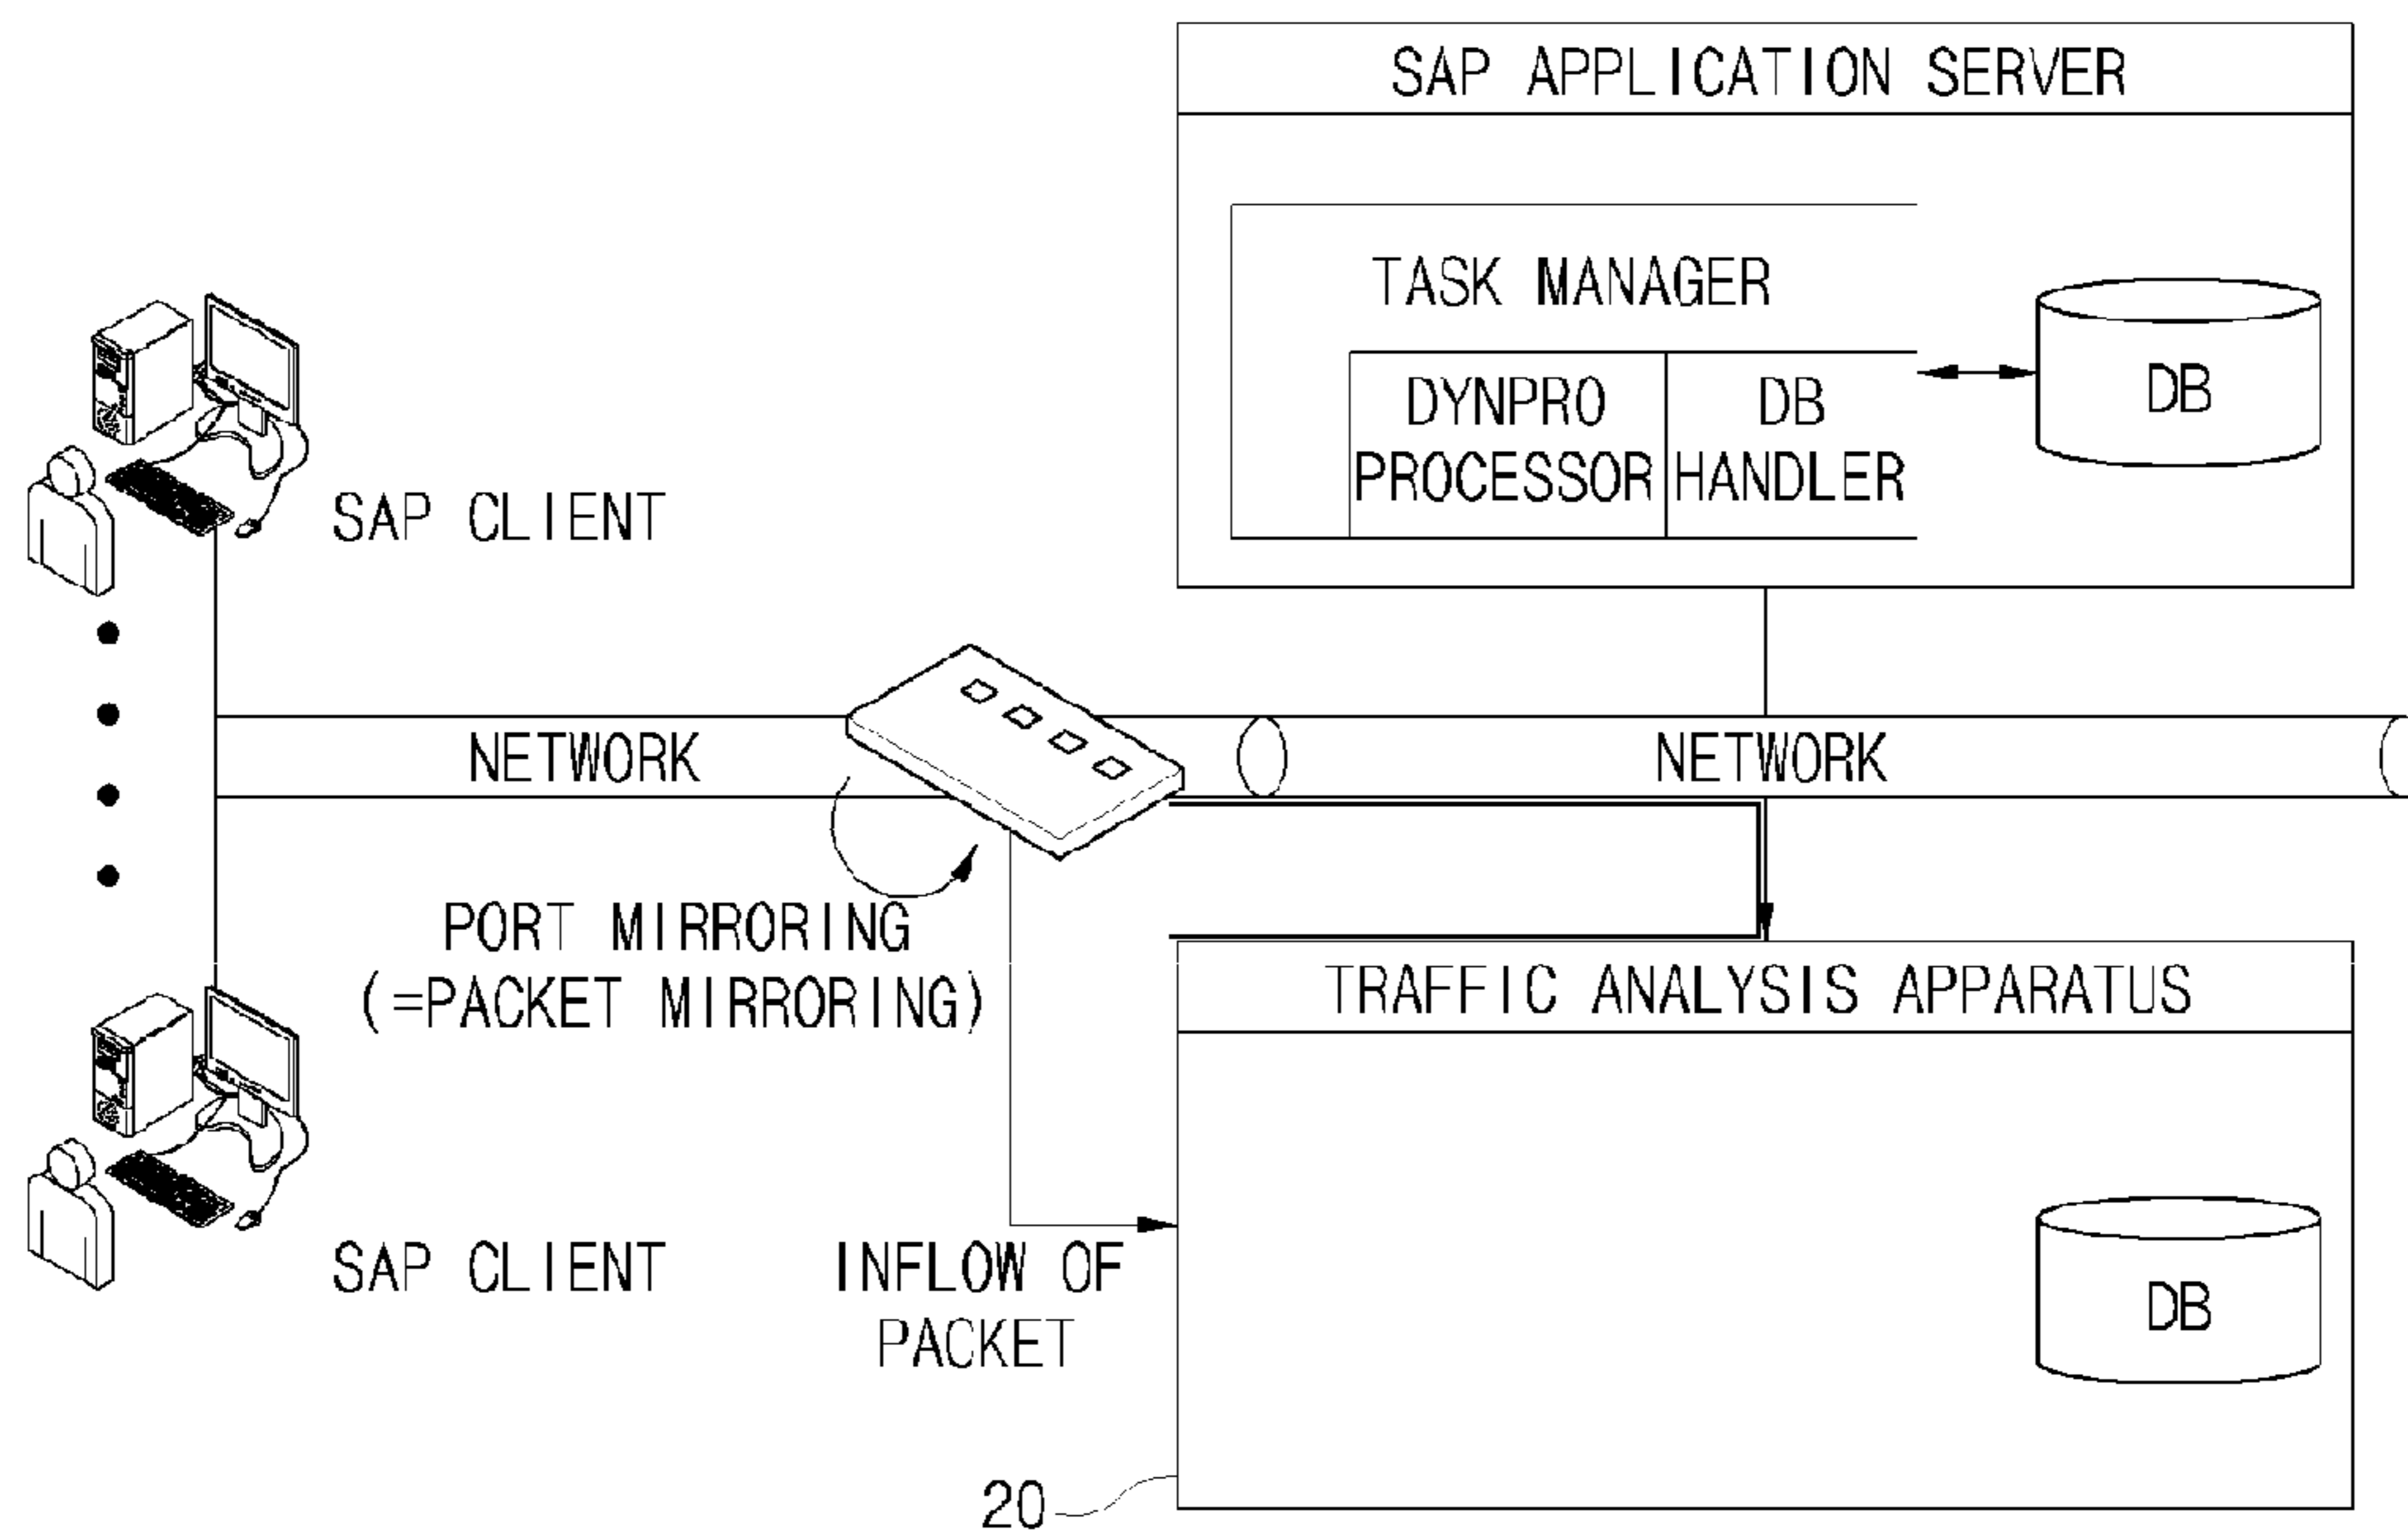 SAP APPLICATION SERVER
TASK MANAGER
DYNPRO
PROCESSOR
DB
HANDLER
DB
SAP CLIENT
NETWORK
NETWORK
PORT MIRRORING
(=PACKET MIRRORING)
TRAFFIC ANALYSIS APPARATUS
SAP CLIENT
INFLOW OF
PACKET
DB
20